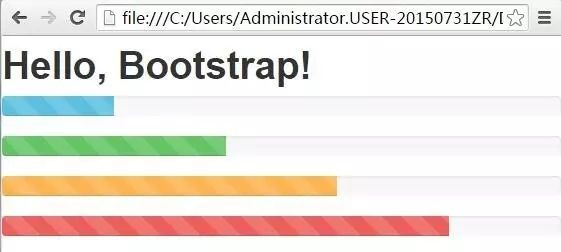 file:///C:/Users/Administrator.USER-20150731ZR/D
Hello, Bootstrap!